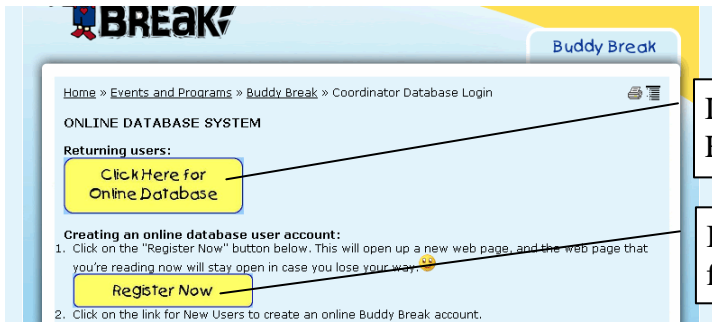 BREAK!
Buddy Break
Home » Events and Programs » Buddy Break » Coordinator Database Login
ONLINE DATABASE SYSTEM
Returning users:
Click Here for
Online Database
Creating an online database user account:
1. Click on the "Register Now" button below. This will open up a new web page, and the web page that
you're reading now will stay open in case you lose your way.
Register Now
2. Click on the link for New Users to create an online Buddy Break account.